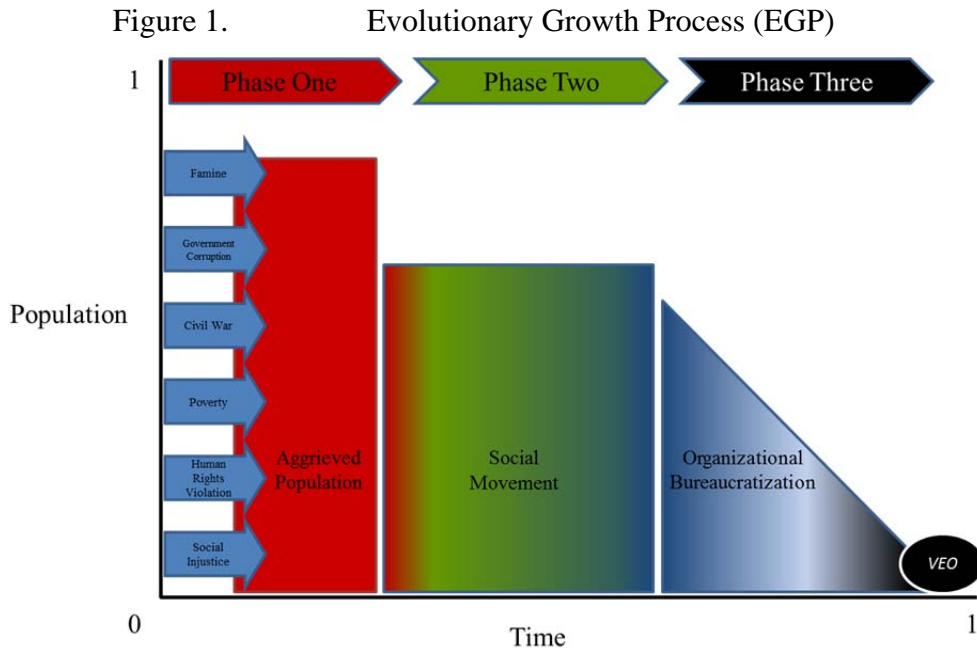 Figure 1. Evolutionary Growth Process (EGP)
1
Phase One
Phase Two
Phase Three
Famine
Government
Corruption
Civil War
Poverty
Human
Rights
Violation
Social
Injustice
Population
Aggrieved
Population
Social
Movement
Organizational
Bureaucratization
VEO
0
Time
1